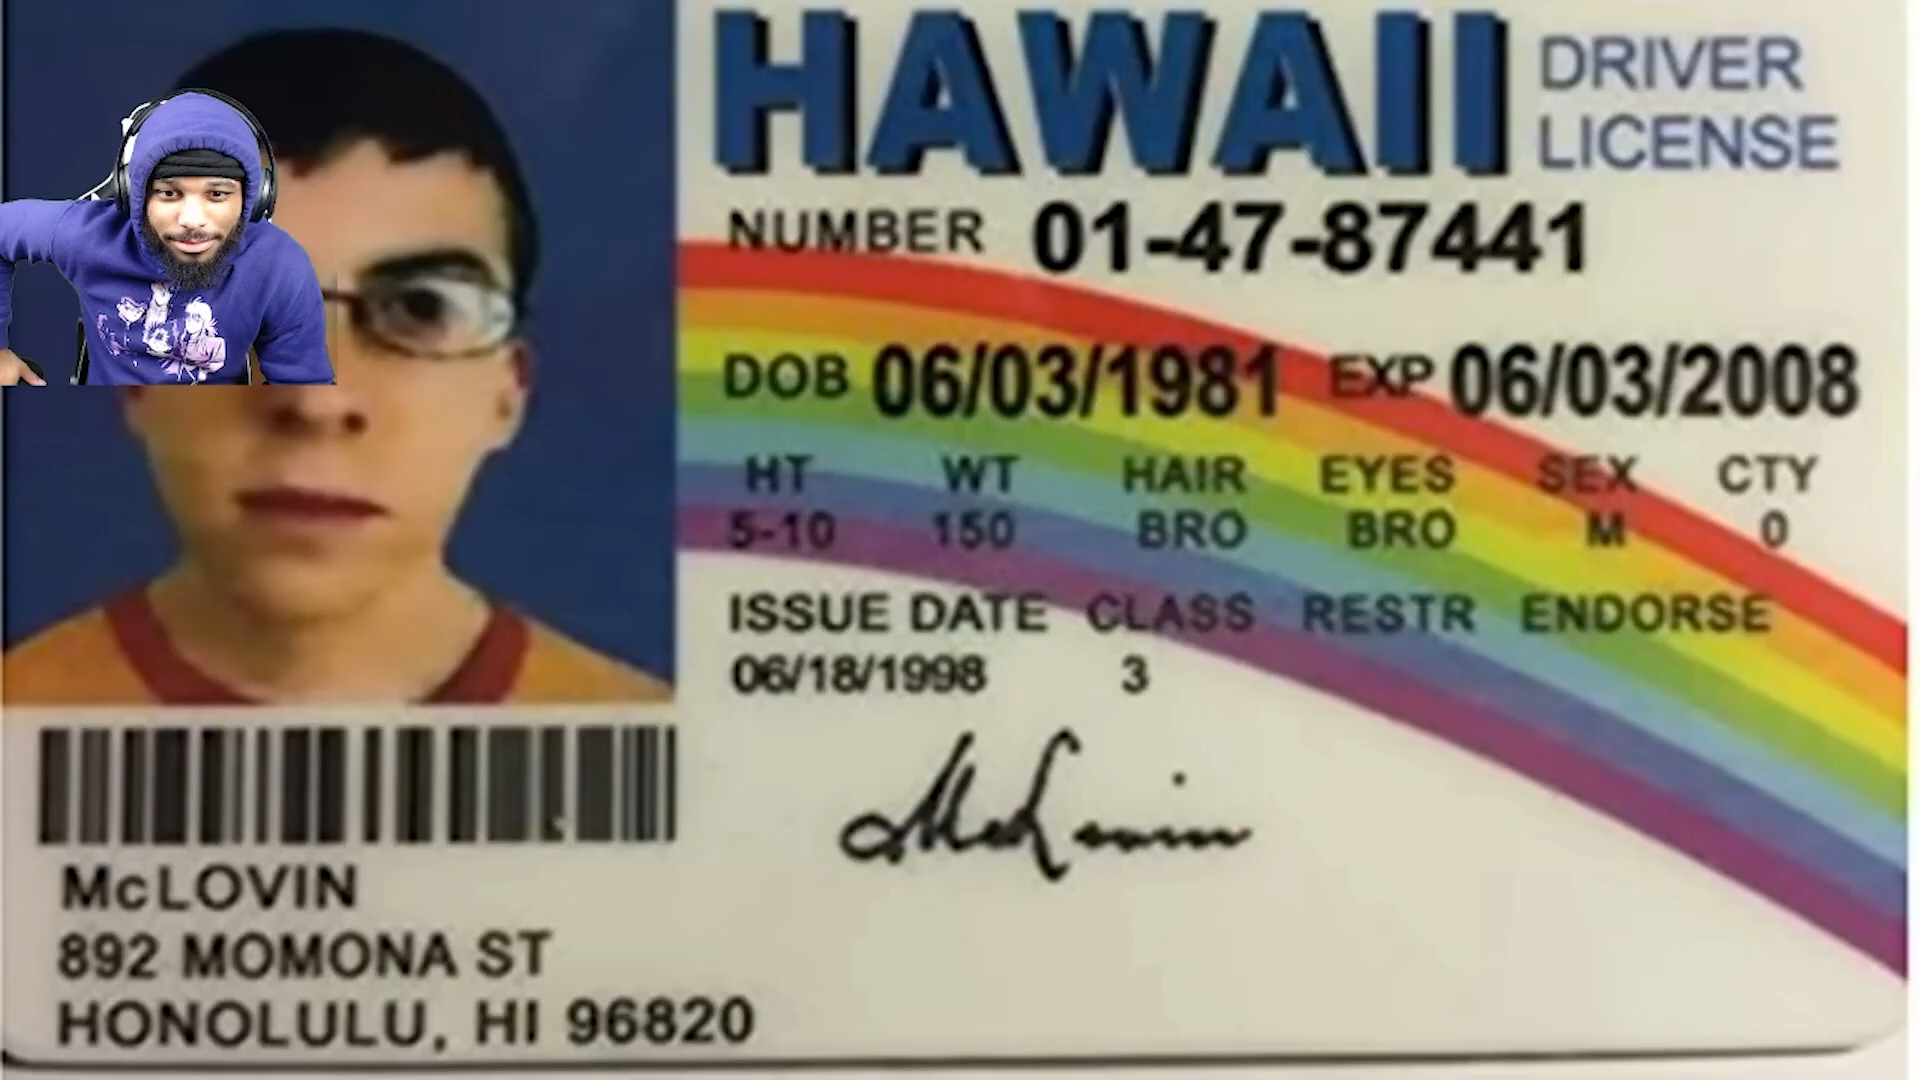 HAWAII DRIVER LICENSE
NUMBER 01-47-87441
DOB 06/03/1981 EXP 06/03/2008
HT WT HAIR EYES SEX CTY
5-10 150 BRO BRO M 0
ISSUE DATE CLASS RESTR ENDORSE
06/18/1998 3
McLovin
McLOVIN
892 MOMONA ST
HONOLULU, HI 96820